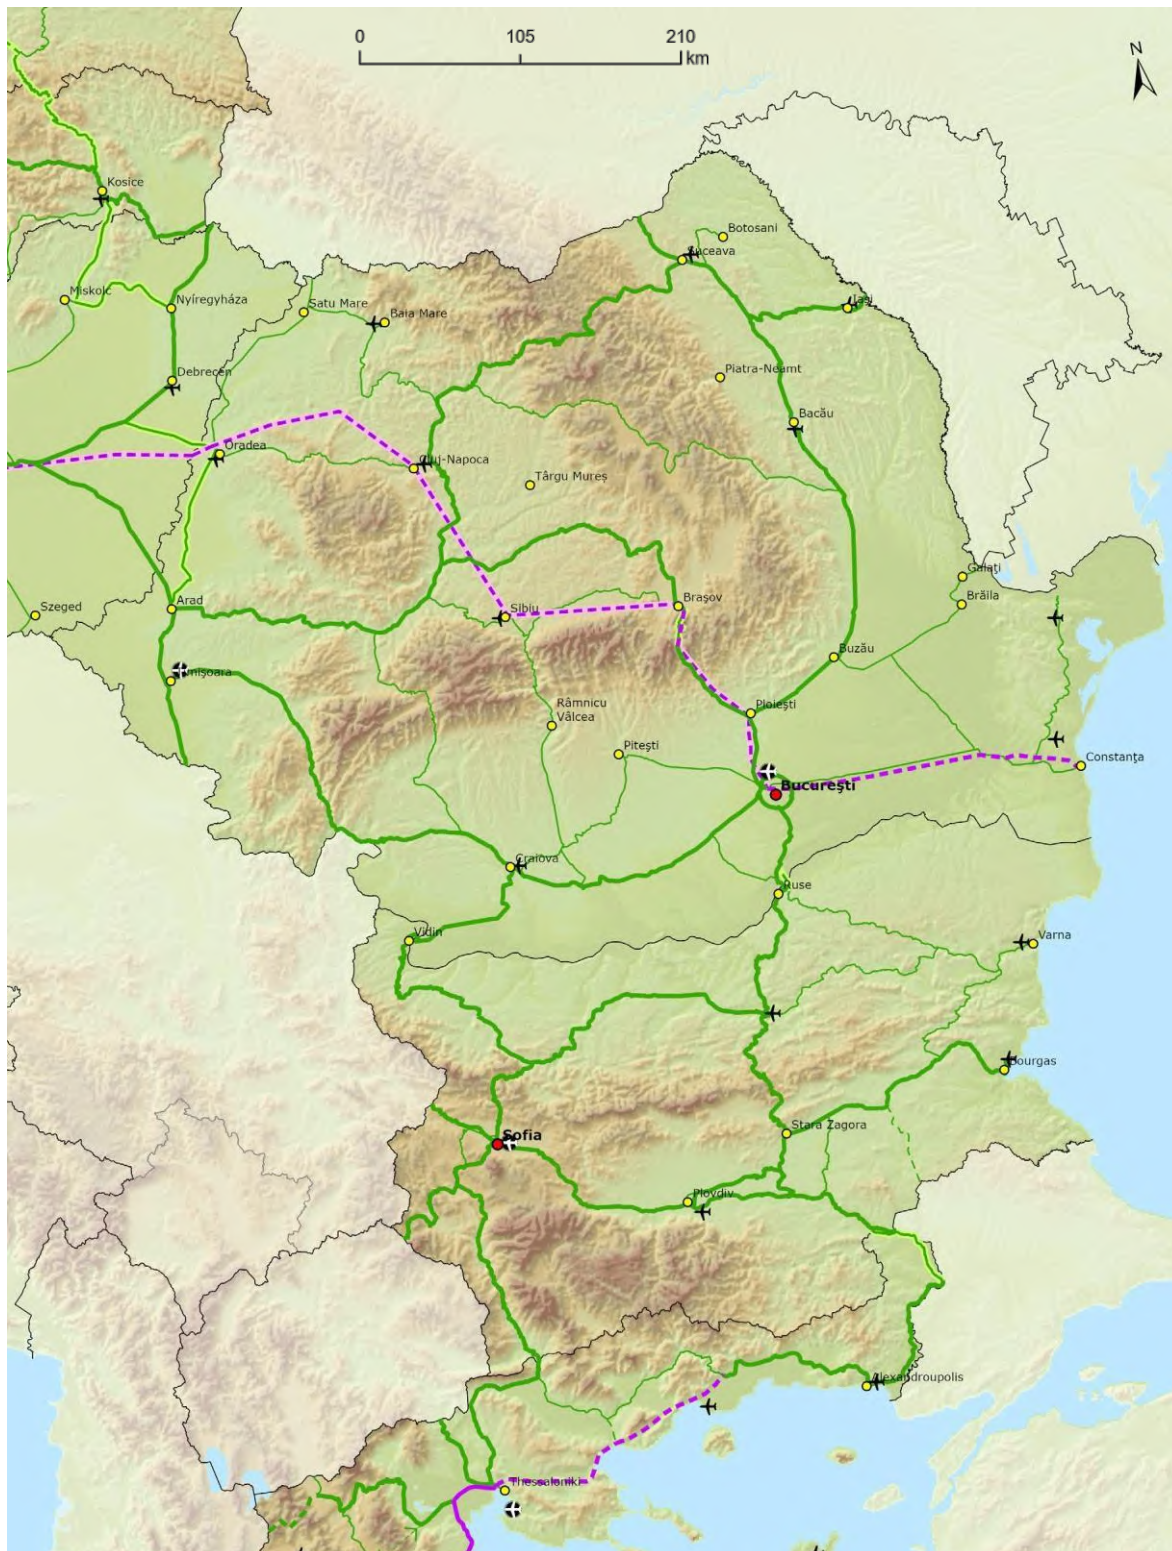 0 105 210
km
N
Kosice
Botosani
Suceava
Miskolc
Nyíregyháza
Satu Mare
Baia Mare
Iaşi
Debrecen
Piatra-Neamt
Bacău
Oradea
Cluj-Napoca
Târgu Mureș
Galaţi
Szeged
Arad
Sibiu
Braşov
Brăila
Timişoara
Buzău
Râmnicu
Vâlcea
Ploieşti
Piteşti
Constanţa
Bucureşti
Craiova
Ruse
Vidin
Varna
Bourgas
Sofia
Stara Zagora
Plovdiv
Alexandroupolis
Thessaloniki